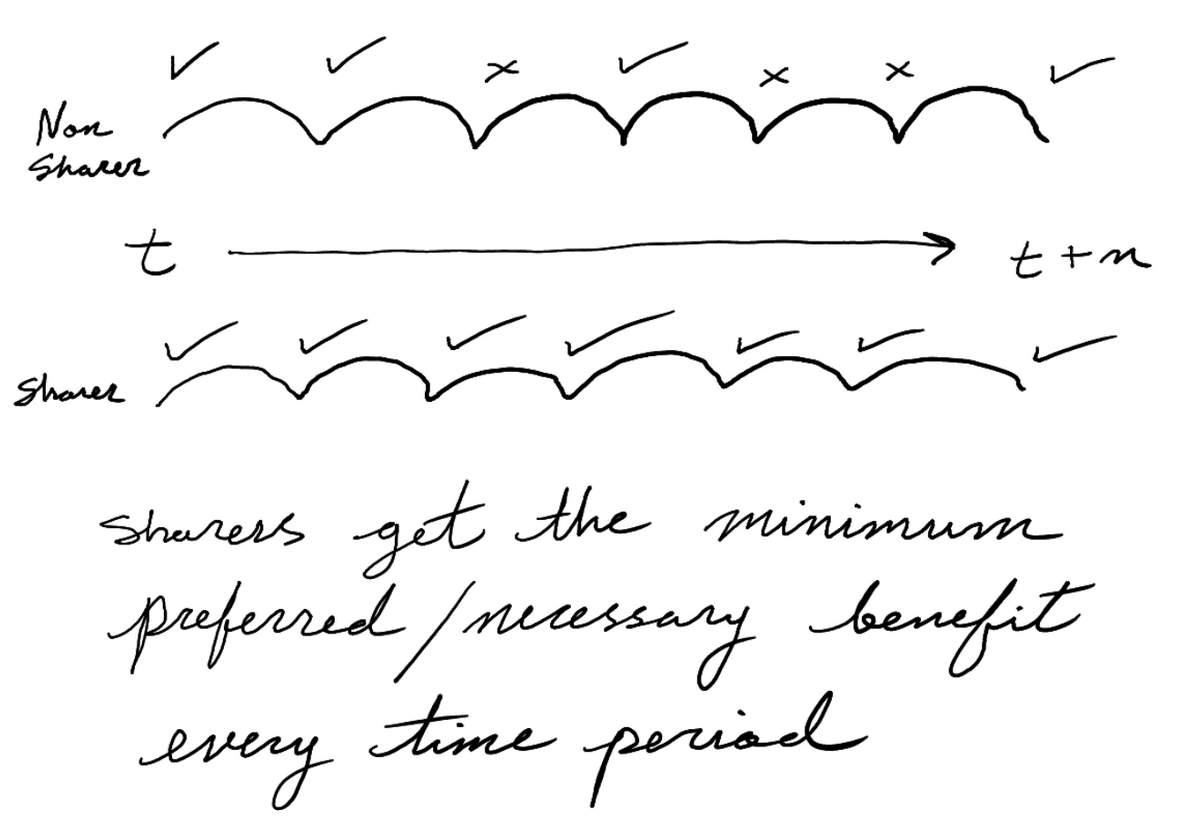 ✓ ✓ × ✓ × × ✓
Non
Sharer
t → t+n
✓ ✓ ✓ ✓ ✓ ✓ ✓
Sharer
Sharers get the minimum
preferred/necessary benefit
every time period